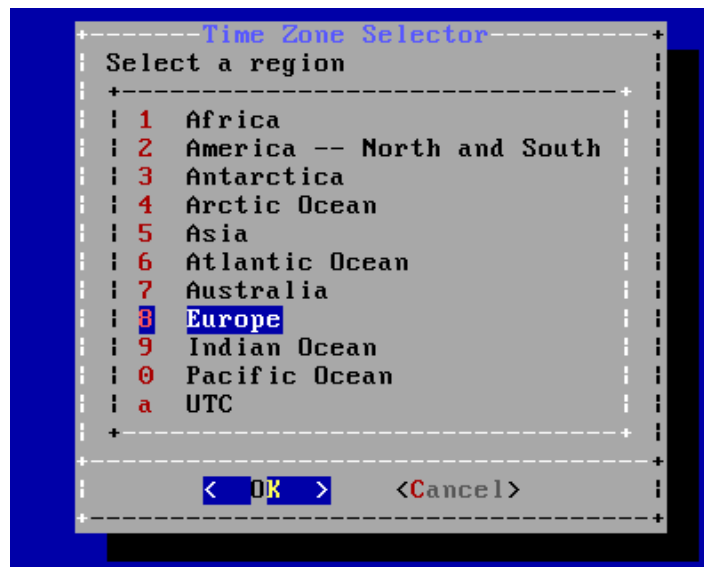 Time Zone Selector
Select a region
1 Africa
2 America -- North and South
3 Antarctica
4 Arctic Ocean
5 Asia
6 Atlantic Ocean
7 Australia
8 Europe
9 Indian Ocean
0 Pacific Ocean
a UTC
< OK > <Cancel>